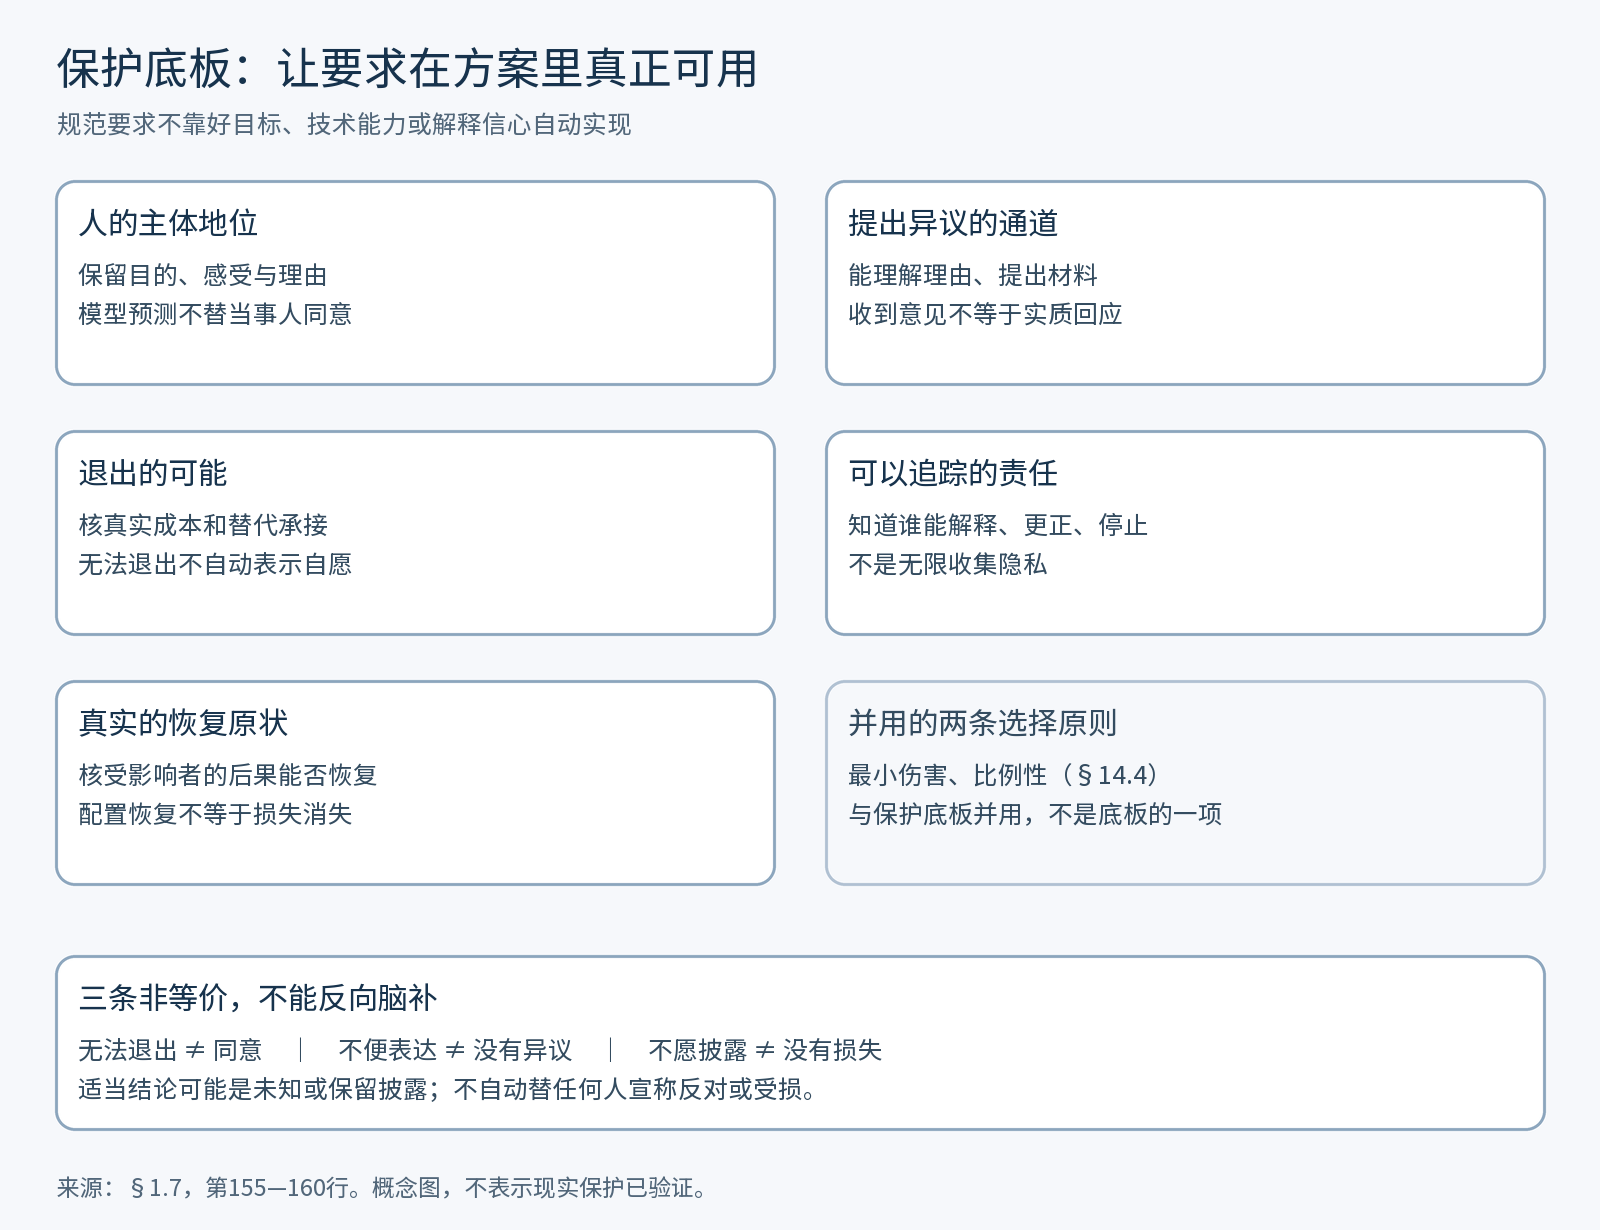 保护底板：让要求在方案里真正可用
规范要求不靠好目标、技术能力或解释信心自动实现
人的主体地位
保留目的、感受与理由
模型预测不替当事人同意
提出异议的通道
能理解理由、提出材料
收到意见不等于实质回应
退出的可能
核真实成本和替代承接
无法退出不自动表示自愿
可以追踪的责任
知道谁能解释、更正、停止
不是无限收集隐私
真实的恢复原状
核受影响者的后果能否恢复
配置恢复不等于损失消失
并用的两条选择原则
最小伤害、比例性（§14.4）
与保护底板并用，不是底板的一项
三条非等价，不能反向脑补
无法退出 ≠ 同意 ｜ 不便表达 ≠ 没有异议 ｜ 不愿披露 ≠ 没有损失
适当结论可能是未知或保留披露；不自动替任何人宣称反对或受损。
来源：§1.7，第155—160行。概念图，不表示现实保护已验证。